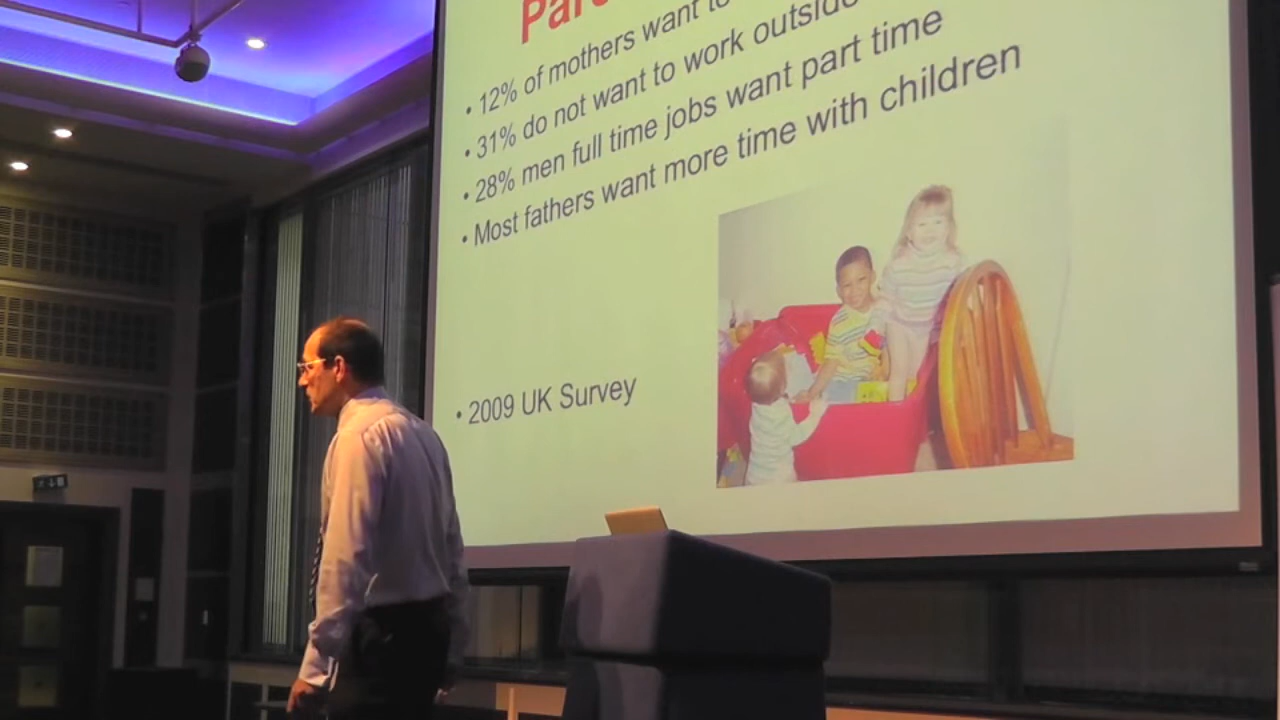 • 12% of mothers want to
• 31% do not want to work outside
• 28% men full time jobs want part time
• Most fathers want more time with children
• 2009 UK Survey